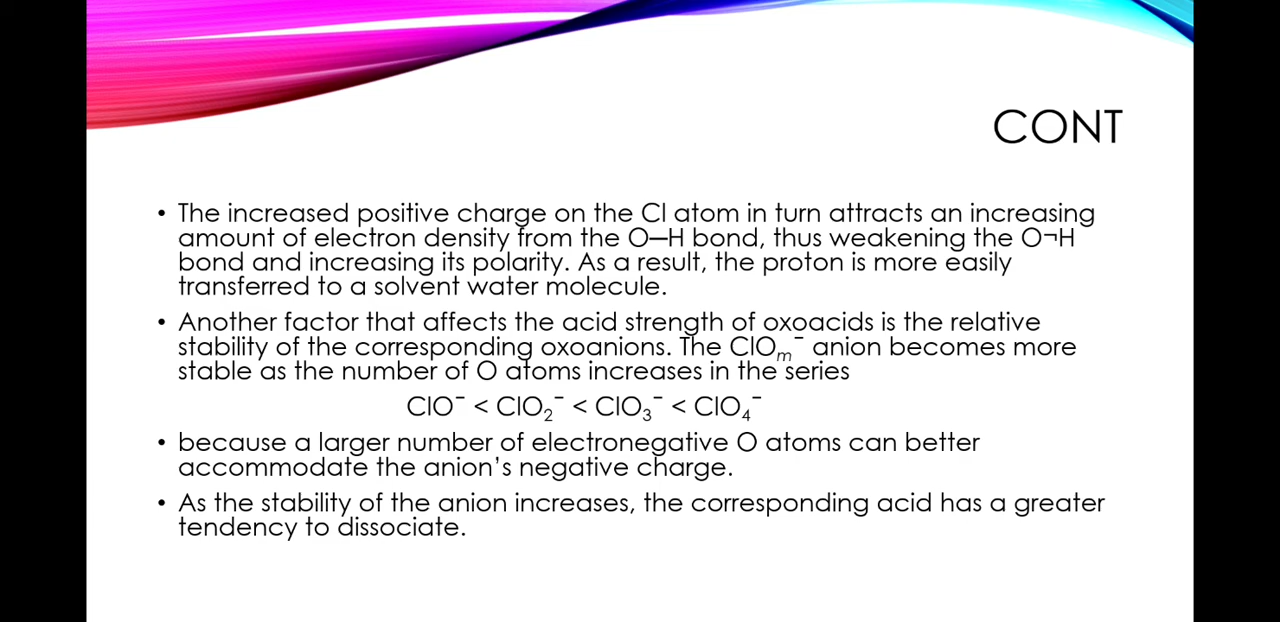 CONT
• The increased positive charge on the Cl atom in turn attracts an increasing
amount of electron density from the O—H bond, thus weakening the O¬H
bond and increasing its polarity. As a result, the proton is more easily
transferred to a solvent water molecule.
• Another factor that affects the acid strength of oxoacids is the relative
stability of the corresponding oxoanions. The ClOₘ⁻ anion becomes more
stable as the number of O atoms increases in the series
ClO⁻ < ClO₂⁻ < ClO₃⁻ < ClO₄⁻
• because a larger number of electronegative O atoms can better
accommodate the anion’s negative charge.
• As the stability of the anion increases, the corresponding acid has a greater
tendency to dissociate.